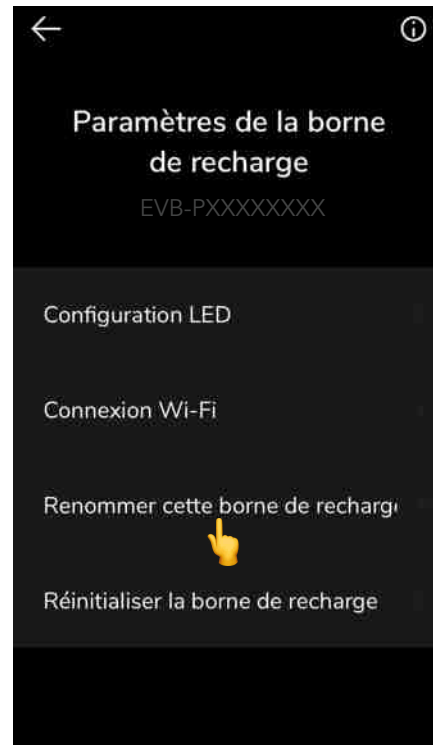 Paramètres de la borne
de recharge
EVB-PXXXXXXXX
Configuration LED
Connexion Wi-Fi
Renommer cette borne de recharg
Réinitialiser la borne de recharge